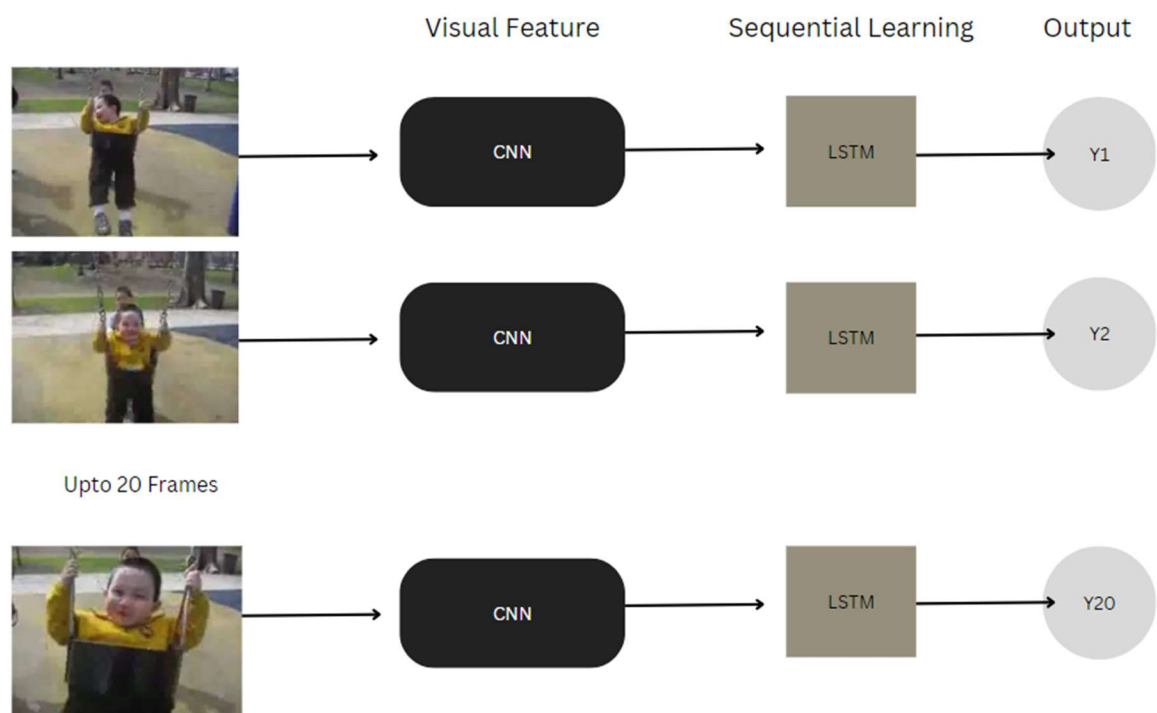 Visual Feature Sequential Learning Output
CNN LSTM Y1
CNN LSTM Y2
Upto 20 Frames
CNN LSTM Y20